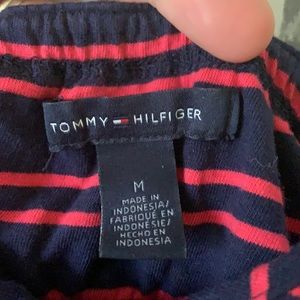 TOMMY HILFIGER
M
MADE IN
INDONESIA/
FABRIQUÉ EN
INDONÉSIE/
HECHO EN
INDONESIA